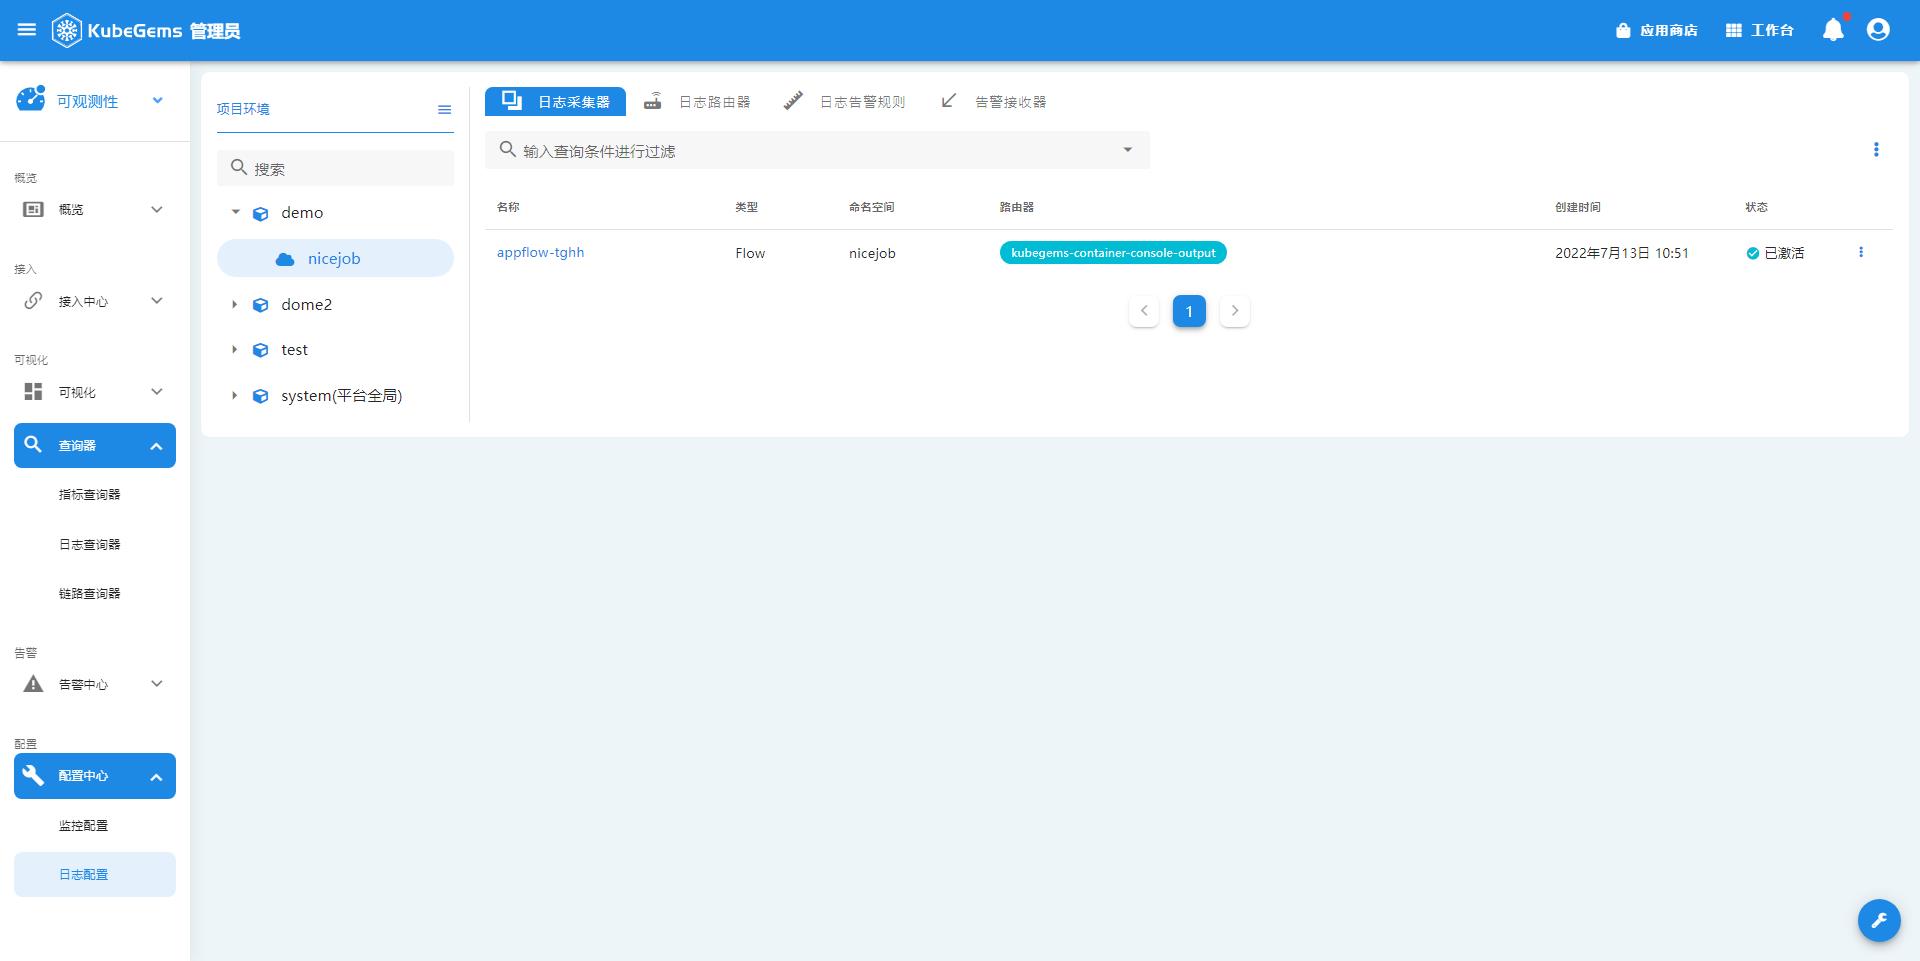 KubeGems 管理员
应用商店
工作台
可观测性
概览
概览
接入
接入中心
可视化
可视化
查询器
指标查询器
日志查询器
链路查询器
告警
告警中心
配置
配置中心
监控配置
日志配置
项目环境
搜索
demo
nicejob
dome2
test
system(平台全局)
日志采集器 日志路由器 日志告警规则 告警接收器
输入查询条件进行过滤
名称 类型 命名空间 路由器 创建时间 状态
appflow-tghh Flow nicejob kubegems-container-console-output 2022年7月13日 10:51 已激活
1